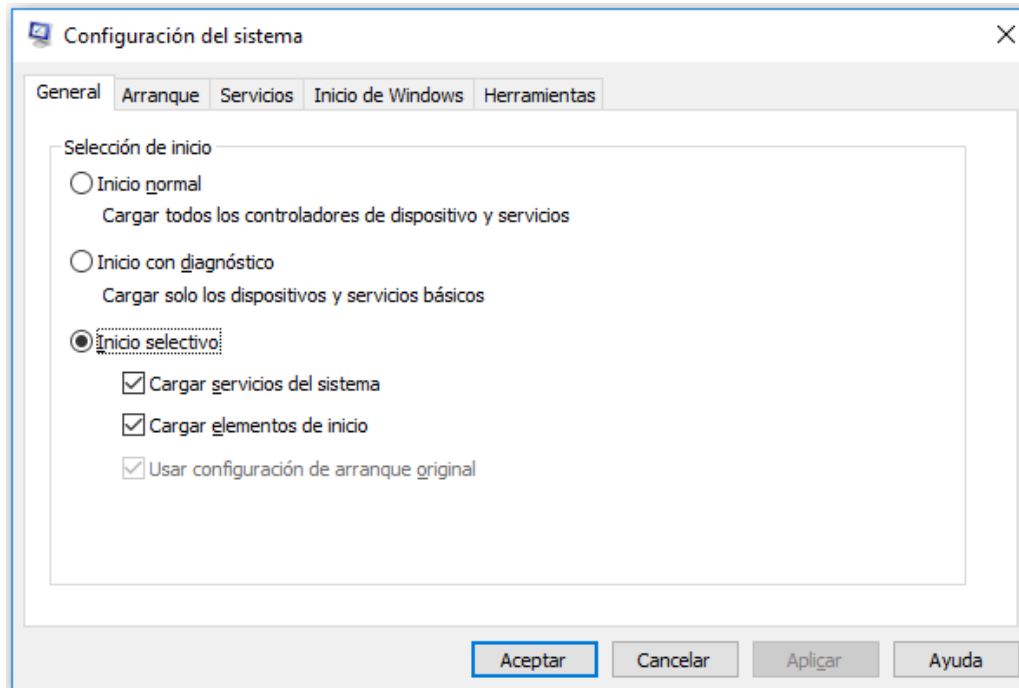 Configuración del sistema
General Arranque Servicios Inicio de Windows Herramientas
Selección de inicio
Inicio normal
Cargar todos los controladores de dispositivo y servicios
Inicio con diagnóstico
Cargar solo los dispositivos y servicios básicos
Inicio selectivo
Cargar servicios del sistema
Cargar elementos de inicio
Usar configuración de arranque original
Aceptar Cancelar Aplicar Ayuda